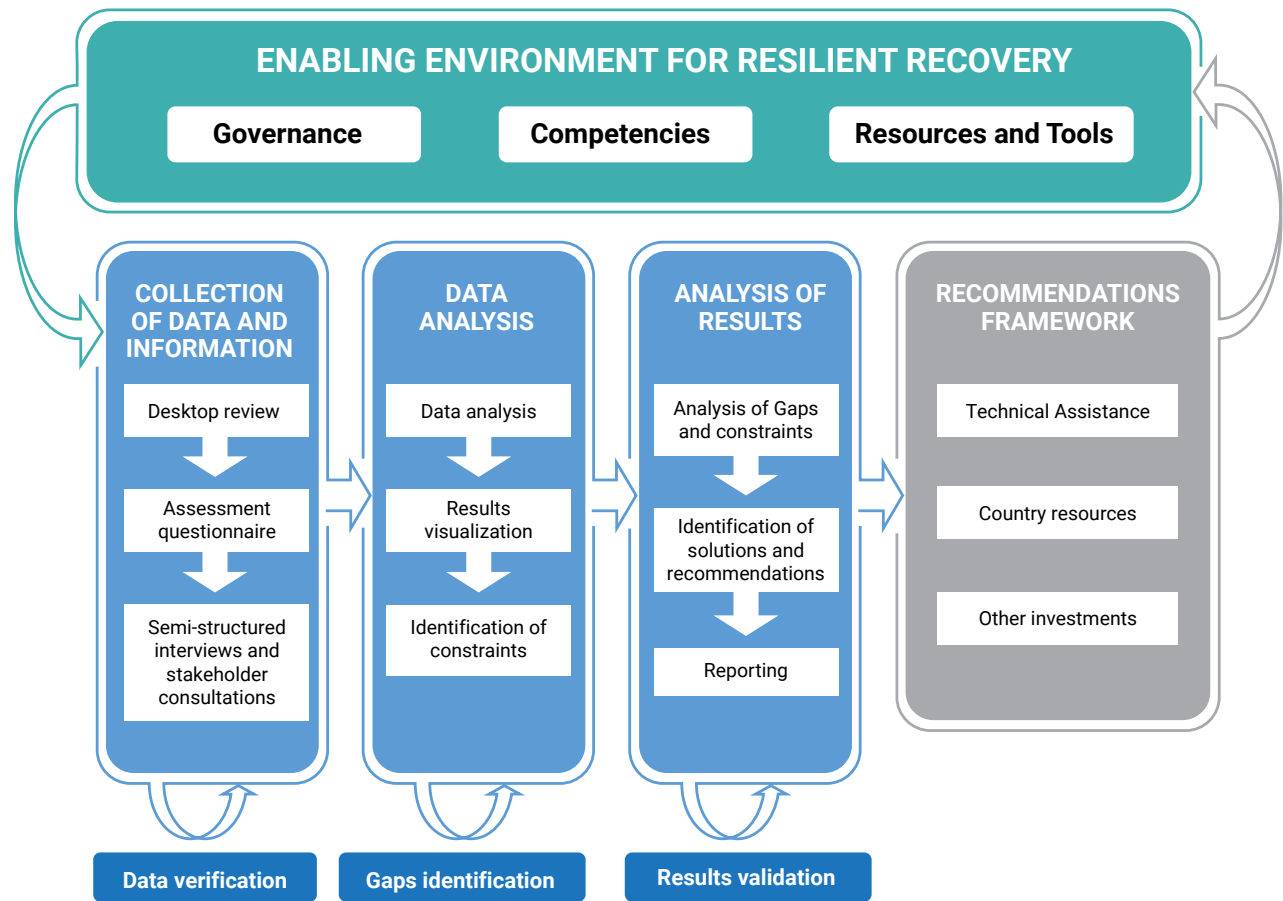 ENABLING ENVIRONMENT FOR RESILIENT RECOVERY
Governance
Competencies
Resources and Tools
COLLECTION
OF DATA AND
INFORMATION
Desktop review
Assessment
questionnaire
Semi-structured
interviews and
stakeholder
consultations
Data verification
DATA
ANALYSIS
Data analysis
Results
visualization
Identification of
constraints
Gaps identification
ANALYSIS OF
RESULTS
Analysis of Gaps
and constraints
Identification of
solutions and
recommendations
Reporting
Results validation
RECOMMENDATIONS
FRAMEWORK
Technical Assistance
Country resources
Other investments